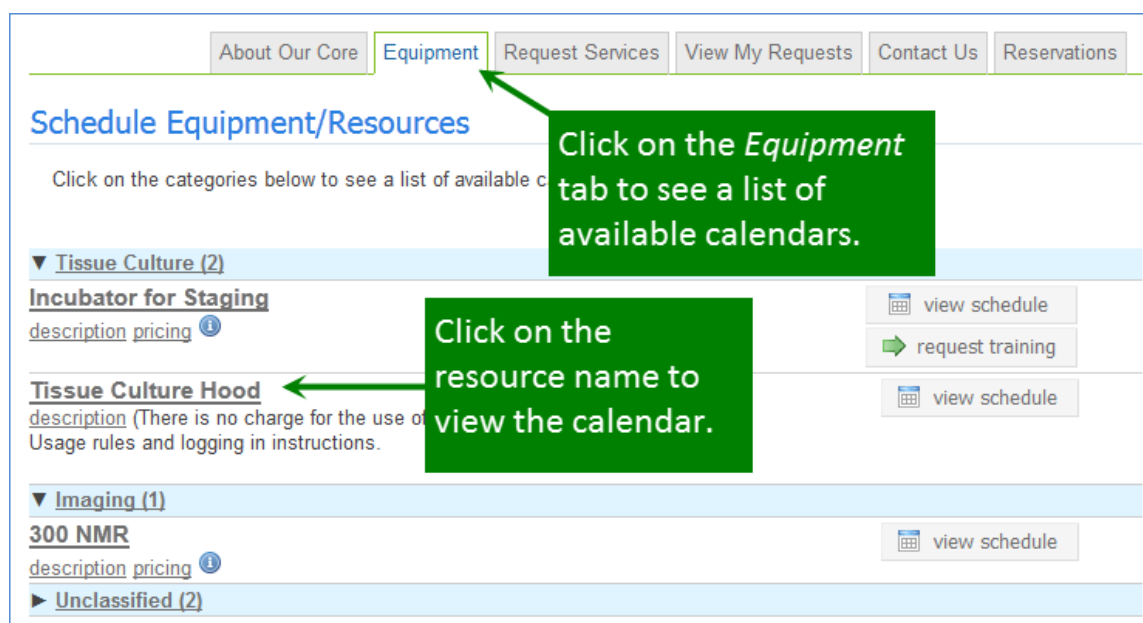 About Our Core Equipment Request Services View My Requests Contact Us Reservations
Schedule Equipment/Resources
Click on the categories below to see a list of available c
Click on the Equipment
tab to see a list of
available calendars.
▼ Tissue Culture (2)
Incubator for Staging
description pricing
view schedule
request training
Click on the
resource name to
view the calendar.
Tissue Culture Hood
description (There is no charge for the use of
Usage rules and logging in instructions.
view schedule
▼ Imaging (1)
300 NMR
description pricing
view schedule
► Unclassified (2)